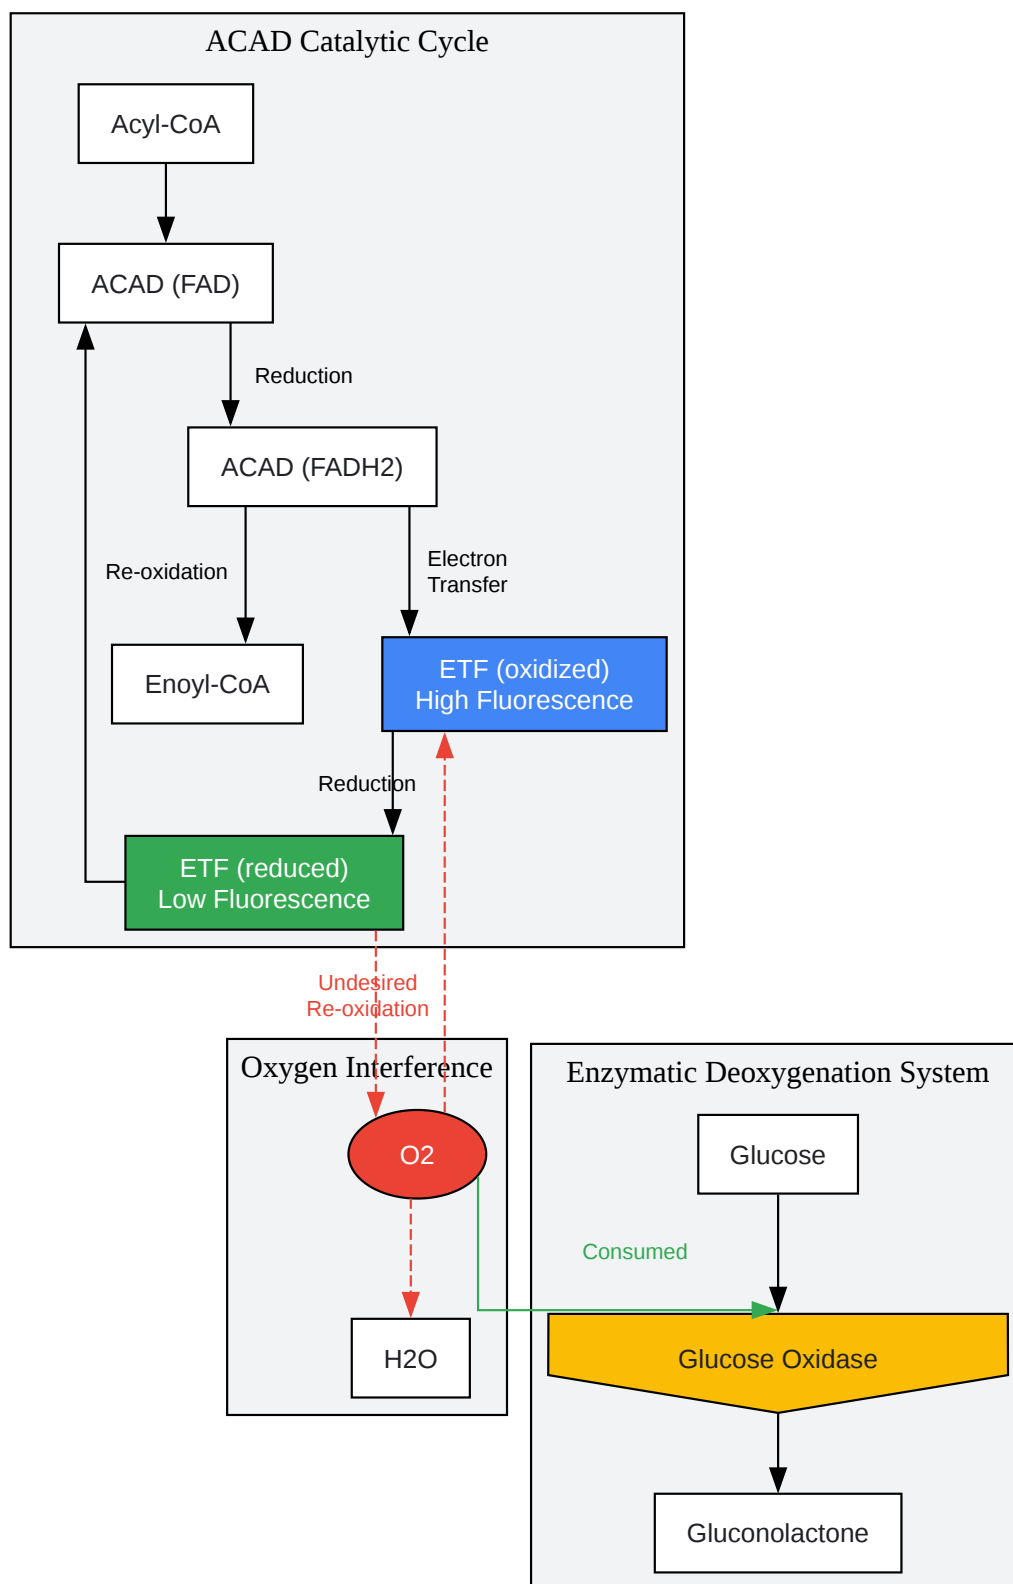 ACAD Catalytic Cycle
Acyl-CoA
ACAD (FAD)
Reduction
ACAD (FADH2)
Re-oxidation
Electron
Transfer
Enoyl-CoA
ETF (oxidized)
High Fluorescence
Reduction
ETF (reduced)
Low Fluorescence
Undesired
Re-oxidation
Oxygen Interference
O2
H2O
Enzymatic Deoxygenation System
Glucose
Consumed
Glucose Oxidase
Gluconolactone